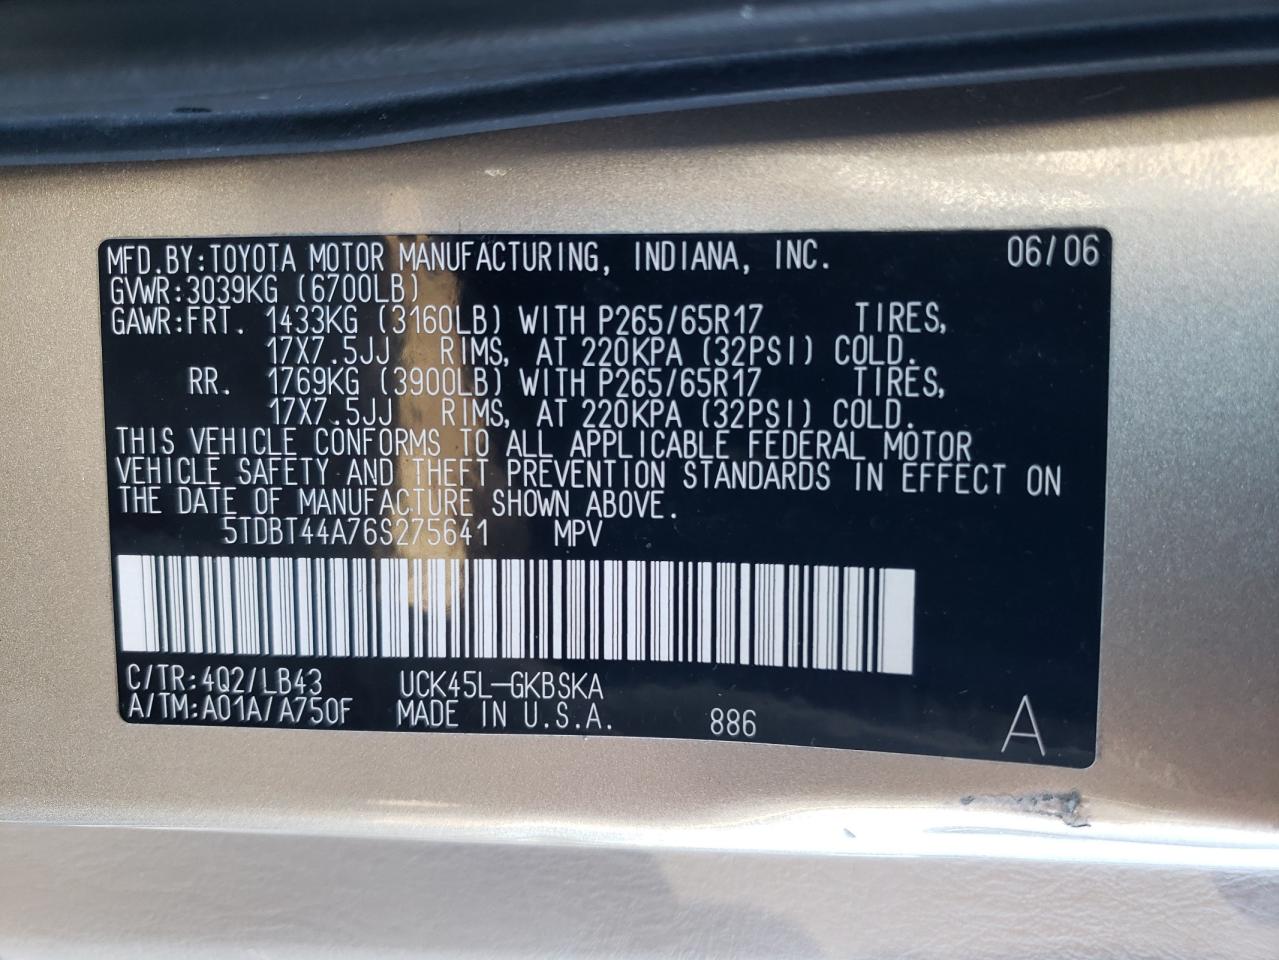 MFD.BY:TOYOTA MOTOR MANUFACTURING, INDIANA, INC. 06/06
GVWR:3039KG (6700LB)
GAWR:FRT. 1433KG (3160LB) WITH P265/65R17 TIRES,
17X7.5JJ RIMS, AT 220KPA (32PSI) COLD.
RR. 1769KG (3900LB) WITH P265/65R17 TIRES,
17X7.5JJ RIMS, AT 220KPA (32PSI) COLD.
THIS VEHICLE CONFORMS TO ALL APPLICABLE FEDERAL MOTOR
VEHICLE SAFETY AND THEFT PREVENTION STANDARDS IN EFFECT ON
THE DATE OF MANUFACTURE SHOWN ABOVE.
5TDBT44A76S275641 MPV
C/TR:4Q2/LB43 UCK45L-GKBSKA
A/TM:A01A/A750F MADE IN U.S.A. 886 A